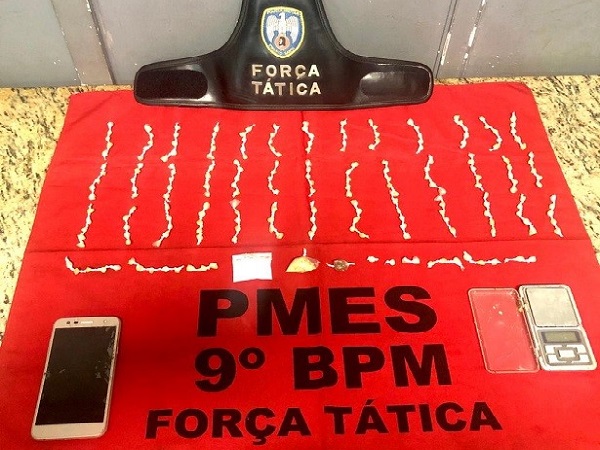 FORÇA
TÁTICA
PMES
9º BPM
FORÇA TÁTICA